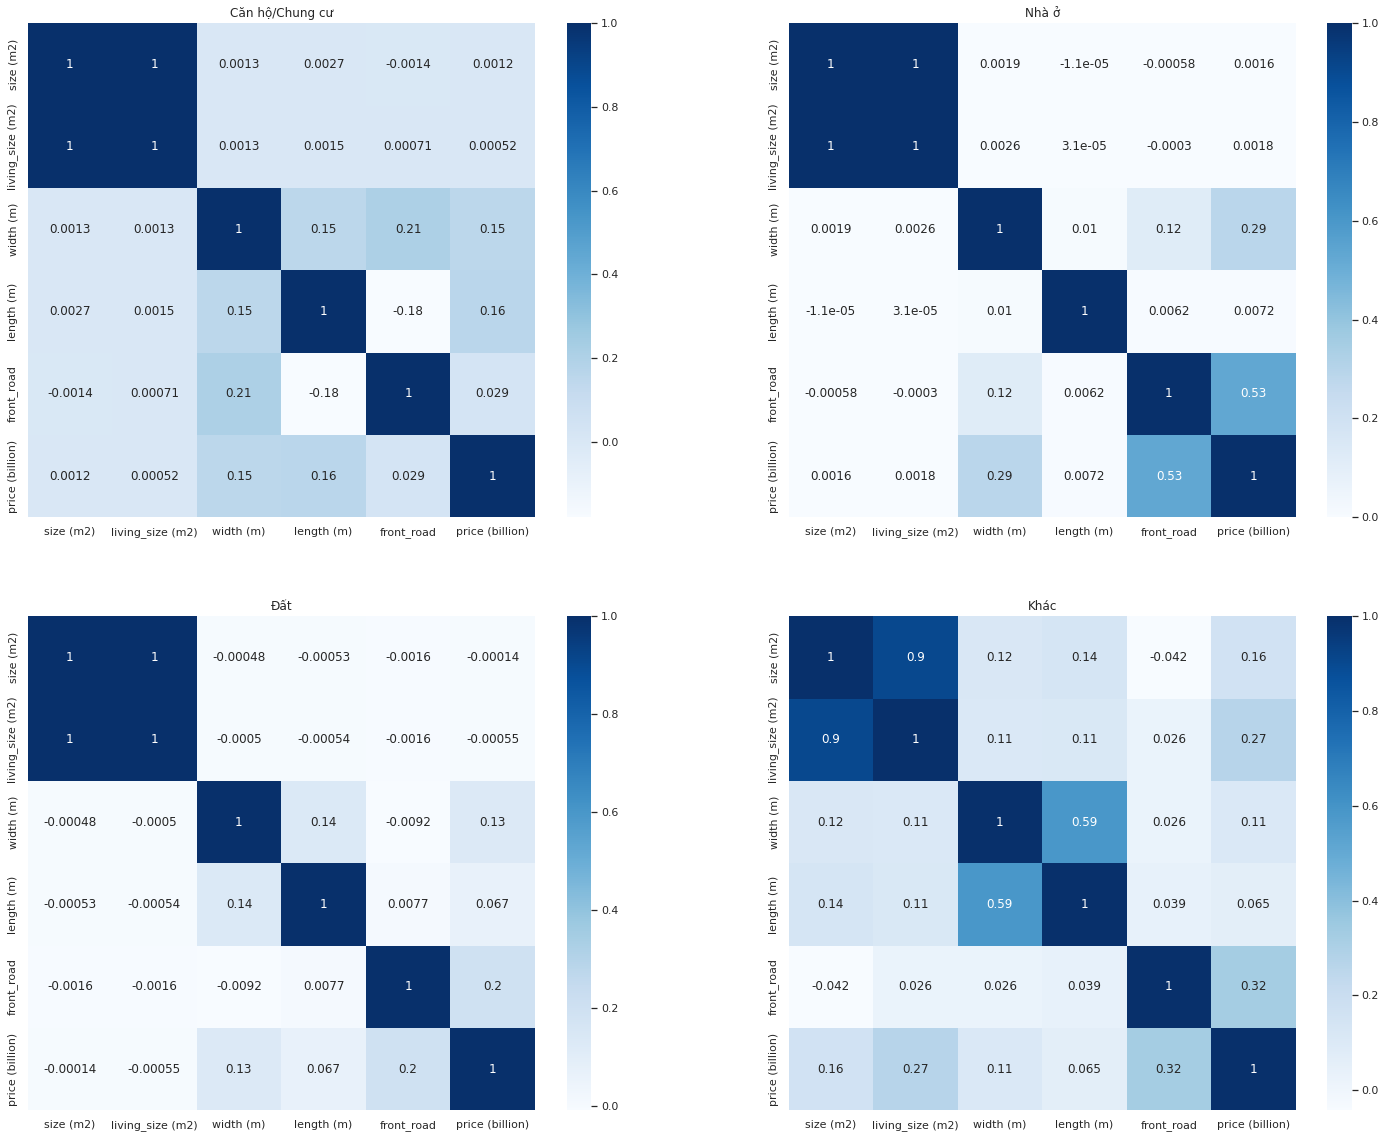 Căn hộ/Chung cư
size (m2) 1 1 0.0013 0.0027 -0.0014 0.0012
living_size (m2) 1 1 0.0013 0.0015 0.00071 0.00052
width (m) 0.0013 0.0013 1 0.15 0.21 0.15
length (m) 0.0027 0.0015 0.15 1 -0.18 0.16
front_road -0.0014 0.00071 0.21 -0.18 1 0.029
price (billion) 0.0012 0.00052 0.15 0.16 0.029 1
size (m2) living_size (m2) width (m) length (m) front_road price (billion)
1.0
0.8
0.6
0.4
0.2
0.0
Nhà ở
size (m2) 1 1 0.0019 -1.1e-05 -0.00058 0.0016
living_size (m2) 1 1 0.0026 3.1e-05 -0.0003 0.0018
width (m) 0.0019 0.0026 1 0.01 0.12 0.29
length (m) -1.1e-05 3.1e-05 0.01 1 0.0062 0.0072
front_road -0.00058 -0.0003 0.12 0.0062 1 0.53
price (billion) 0.0016 0.0018 0.29 0.0072 0.53 1
size (m2) living_size (m2) width (m) length (m) front_road price (billion)
1.0
0.8
0.6
0.4
0.2
0.0
Đất
size (m2) 1 1 -0.00048 -0.00053 -0.0016 -0.00014
living_size (m2) 1 1 -0.0005 -0.00054 -0.0016 -0.00055
width (m) -0.00048 -0.0005 1 0.14 -0.0092 0.13
length (m) -0.00053 -0.00054 0.14 1 0.0077 0.067
front_road -0.0016 -0.0016 -0.0092 0.0077 1 0.2
price (billion) -0.00014 -0.00055 0.13 0.067 0.2 1
size (m2) living_size (m2) width (m) length (m) front_road price (billion)
1.0
0.8
0.6
0.4
0.2
0.0
Khác
size (m2) 1 0.9 0.12 0.14 -0.042 0.16
living_size (m2) 0.9 1 0.11 0.11 0.026 0.27
width (m) 0.12 0.11 1 0.59 0.026 0.11
length (m) 0.14 0.11 0.59 1 0.039 0.065
front_road -0.042 0.026 0.026 0.039 1 0.32
price (billion) 0.16 0.27 0.11 0.065 0.32 1
size (m2) living_size (m2) width (m) length (m) front_road price (billion)
1.0
0.8
0.6
0.4
0.2
0.0